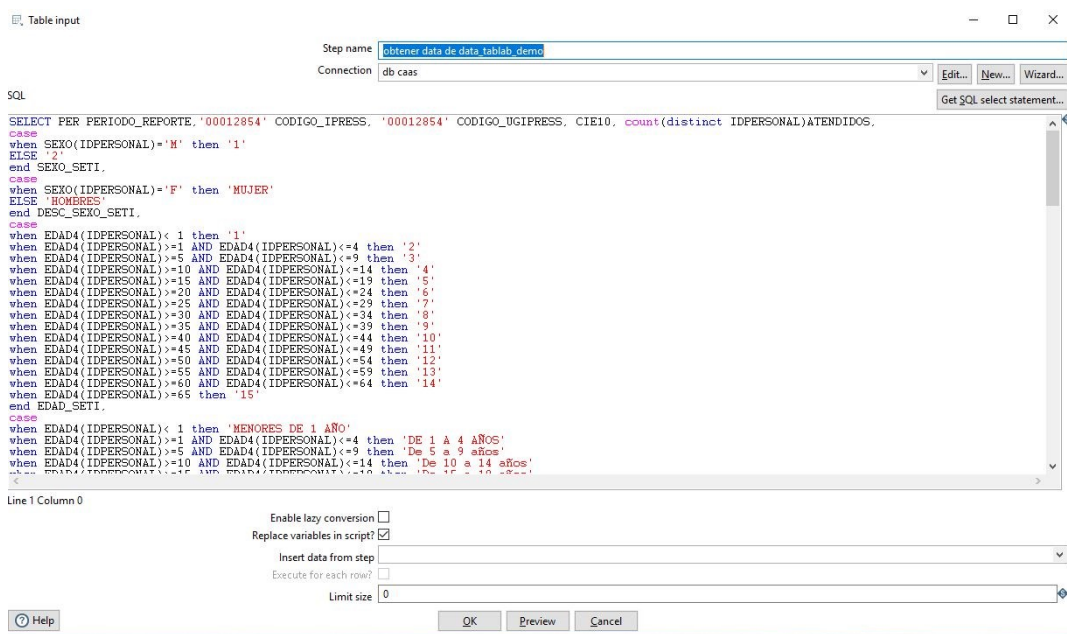 Table input
Step name obtener data de data_tablab_demo
Connection db caas Edit... New... Wizard...
SQL Get SQL select statement...
SELECT PER PERIODO_REPORTE,'00012854' CODIGO_IPRESS, '00012854' CODIGO_UGIPRESS, CIE10, count(distinct IDPERSONAL)ATENDIDOS,
case
when SEXO(IDPERSONAL)='M' then '1'
ELSE '2'
end SEXO_SETI,
case
when SEXO(IDPERSONAL)='F' then 'MUJER'
ELSE 'HOMBRES'
end DESC_SEXO_SETI,
case
when EDAD4(IDPERSONAL)< 1 then '1'
when EDAD4(IDPERSONAL)>=1 AND EDAD4(IDPERSONAL)<=4 then '2'
when EDAD4(IDPERSONAL)>=5 AND EDAD4(IDPERSONAL)<=9 then '3'
when EDAD4(IDPERSONAL)>=10 AND EDAD4(IDPERSONAL)<=14 then '4'
when EDAD4(IDPERSONAL)>=15 AND EDAD4(IDPERSONAL)<=19 then '5'
when EDAD4(IDPERSONAL)>=20 AND EDAD4(IDPERSONAL)<=24 then '6'
when EDAD4(IDPERSONAL)>=25 AND EDAD4(IDPERSONAL)<=29 then '7'
when EDAD4(IDPERSONAL)>=30 AND EDAD4(IDPERSONAL)<=34 then '8'
when EDAD4(IDPERSONAL)>=35 AND EDAD4(IDPERSONAL)<=39 then '9'
when EDAD4(IDPERSONAL)>=40 AND EDAD4(IDPERSONAL)<=44 then '10'
when EDAD4(IDPERSONAL)>=45 AND EDAD4(IDPERSONAL)<=49 then '11'
when EDAD4(IDPERSONAL)>=50 AND EDAD4(IDPERSONAL)<=54 then '12'
when EDAD4(IDPERSONAL)>=55 AND EDAD4(IDPERSONAL)<=59 then '13'
when EDAD4(IDPERSONAL)>=60 AND EDAD4(IDPERSONAL)<=64 then '14'
when EDAD4(IDPERSONAL)>=65 then '15'
end EDAD_SETI,
case
when EDAD4(IDPERSONAL)< 1 then 'MENORES DE 1 AÑO'
when EDAD4(IDPERSONAL)>=1 AND EDAD4(IDPERSONAL)<=4 then 'DE 1 A 4 AÑOS'
when EDAD4(IDPERSONAL)>=5 AND EDAD4(IDPERSONAL)<=9 then 'De 5 a 9 años'
when EDAD4(IDPERSONAL)>=10 AND EDAD4(IDPERSONAL)<=14 then 'De 10 a 14 años'
Line 1 Column 0
Enable lazy conversion
Replace variables in script?
Insert data from step
Execute for each row?
Limit size 0
Help OK Preview Cancel